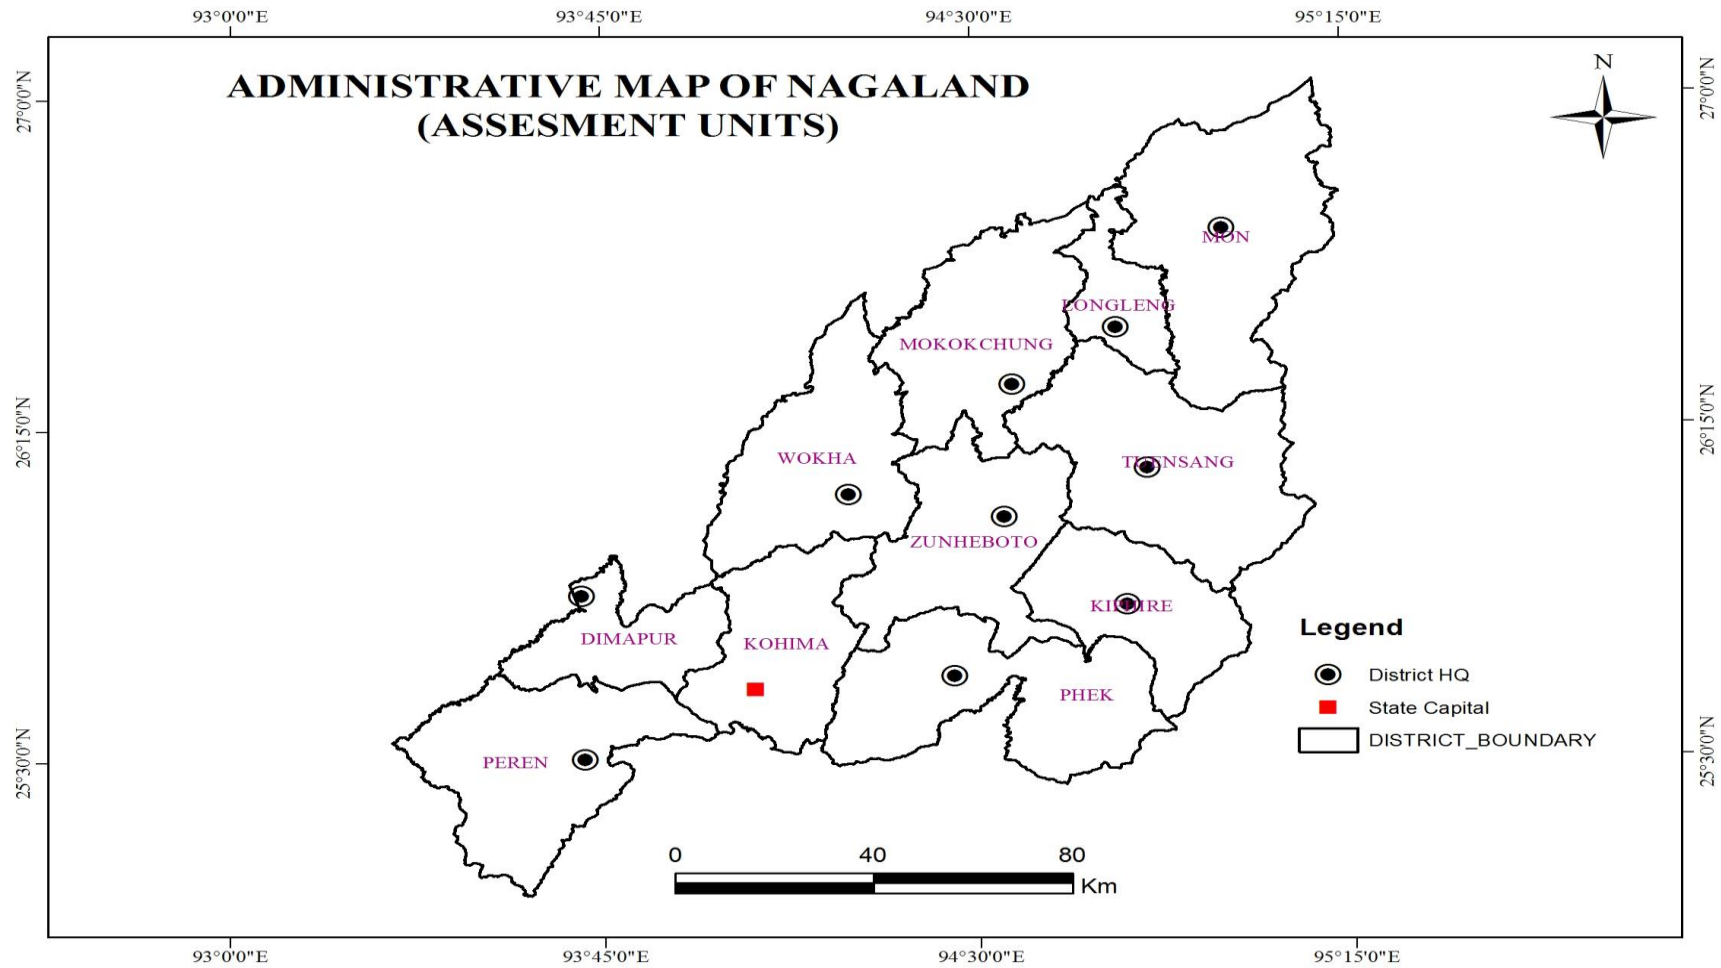 93°0'0"E 93°45'0"E 94°30'0"E 95°15'0"E
ADMINISTRATIVE MAP OF NAGALAND
(ASSESMENT UNITS)
N
27°0'0"N
27°0'0"N
MON
LONGLENG
MOKOKCHUNG
26°15'0"N
26°15'0"N
WOKHA
TUENSANG
ZUNHEBOTO
KIPHIRE
DIMAPUR
KOHIMA
PHEK
PEREN
25°30'0"N
25°30'0"N
Legend
District HQ
State Capital
DISTRICT_BOUNDARY
0 40 80
Km
93°0'0"E 93°45'0"E 94°30'0"E 95°15'0"E